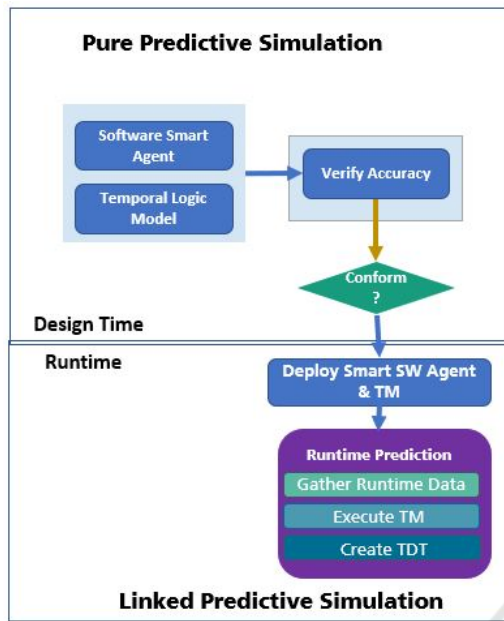 Pure Predictive Simulation
Software Smart
Agent
Temporal Logic
Model
Verify Accuracy
Conform
?
Design Time
Runtime
Deploy Smart SW Agent
& TM
Runtime Prediction
Gather Runtime Data
Execute TM
Create TDT
Linked Predictive Simulation